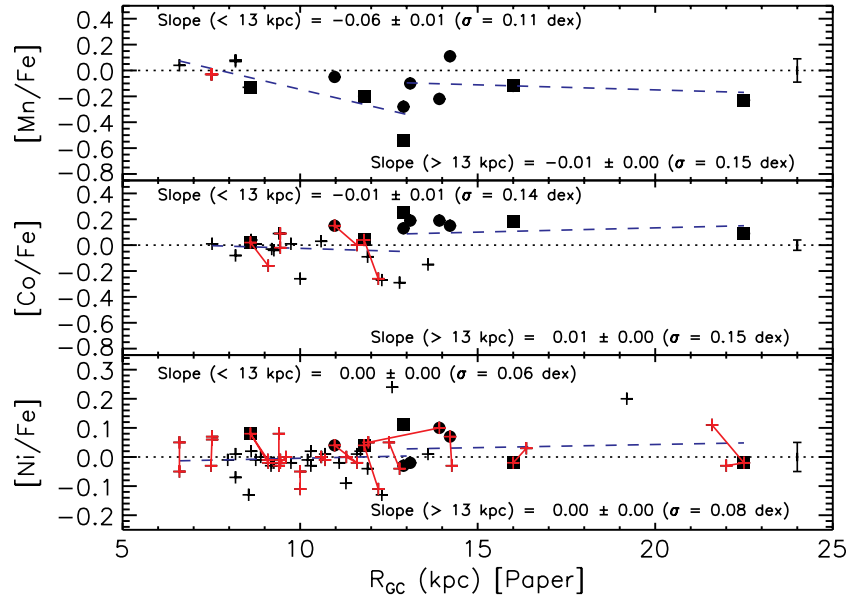 Slope (< 13 kpc) = −0.06 ± 0.01 (σ = 0.11 dex)
0.4
0.2
0.0
−0.2
−0.4
−0.6
−0.8
[Mn/Fe]
Slope (> 13 kpc) = −0.01 ± 0.00 (σ = 0.15 dex)
Slope (< 13 kpc) = −0.01 ± 0.01 (σ = 0.14 dex)
0.4
0.2
0.0
−0.2
−0.4
−0.6
−0.8
[Co/Fe]
Slope (> 13 kpc) = 0.01 ± 0.00 (σ = 0.15 dex)
Slope (< 13 kpc) = 0.00 ± 0.00 (σ = 0.06 dex)
0.3
0.2
0.1
0.0
−0.1
−0.2
[Ni/Fe]
Slope (> 13 kpc) = 0.00 ± 0.00 (σ = 0.08 dex)
5 10 15 20 25
R_GC (kpc) [Paper]